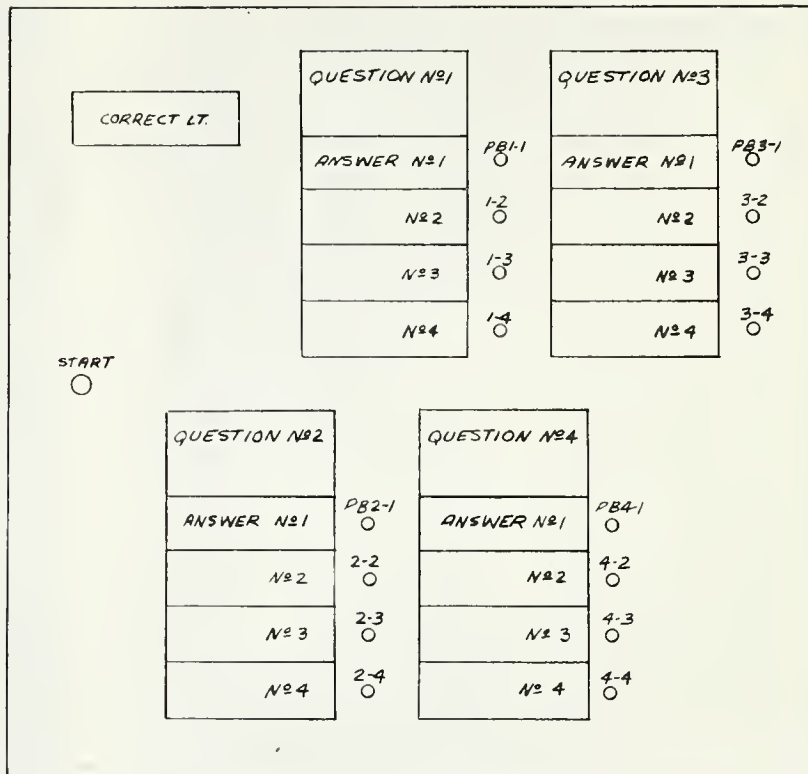 CORRECT LT.
START
QUESTION Nº1
ANSWER Nº1 PB1-1
Nº2 1-2
Nº3 1-3
Nº4 1-4
QUESTION Nº3
ANSWER Nº1 PB3-1
Nº2 3-2
Nº3 3-3
Nº4 3-4
QUESTION Nº2
ANSWER Nº1 PB2-1
Nº2 2-2
Nº3 2-3
Nº4 2-4
QUESTION Nº4
ANSWER Nº1 PB4-1
Nº2 4-2
Nº3 4-3
Nº4 4-4